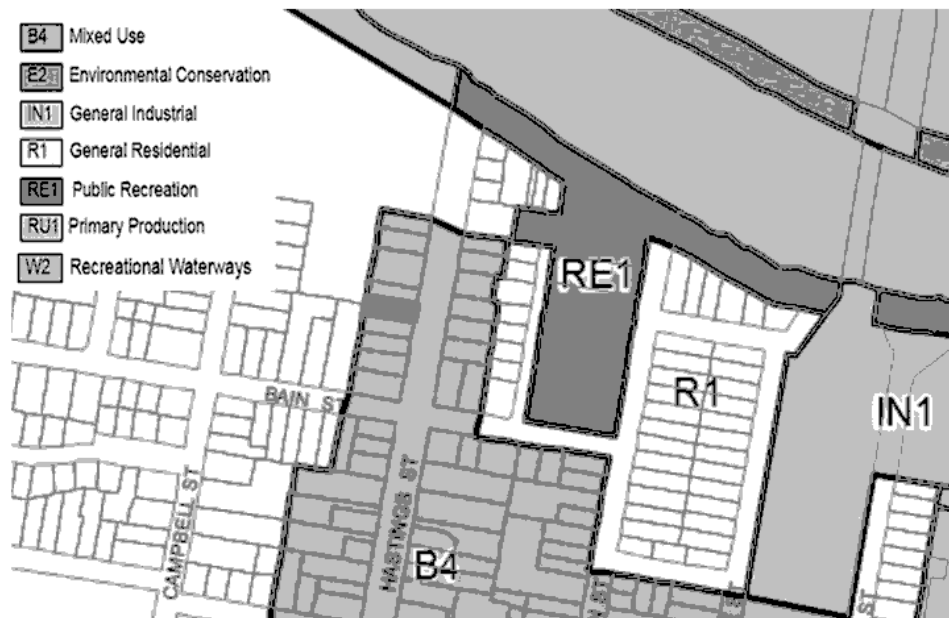 B4 Mixed Use
E2 Environmental Conservation
IN1 General Industrial
R1 General Residential
RE1 Public Recreation
RU1 Primary Production
W2 Recreational Waterways
RE1
R1
IN1
BAIN ST
CAMPBELL ST
HASTINGS ST
B4
ST
ST